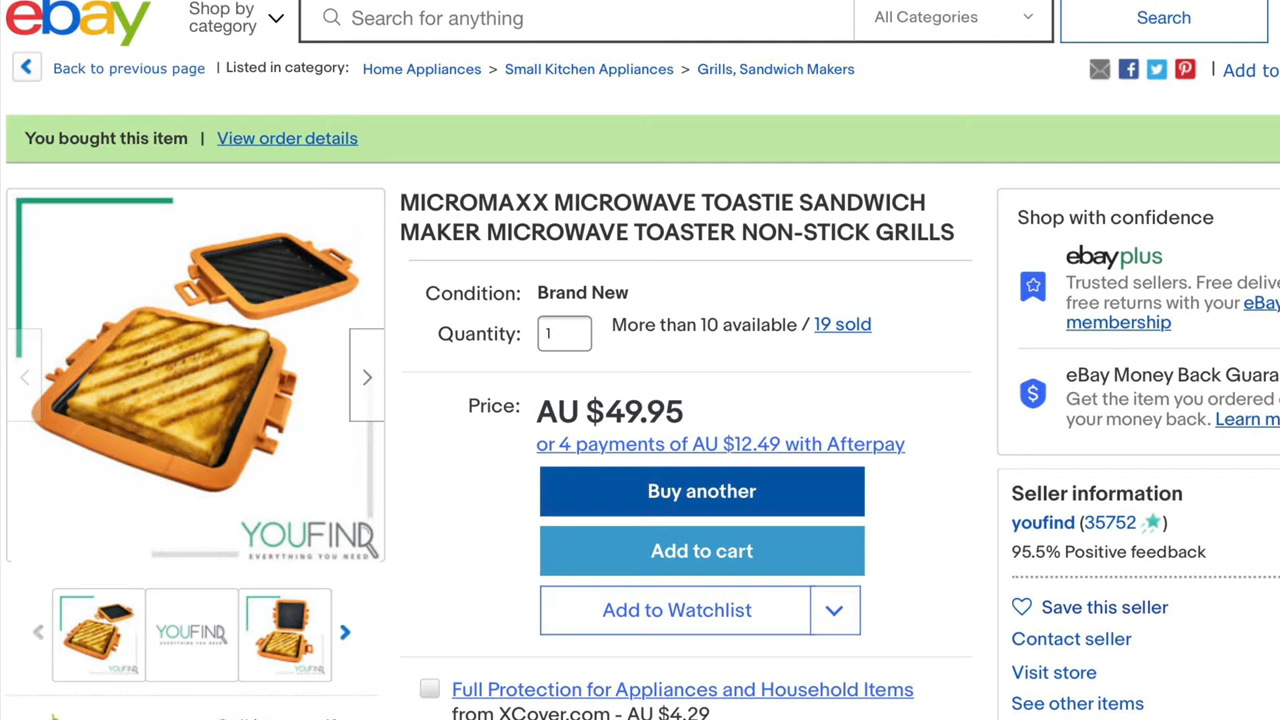 ebay
Shop by
category
Search for anything
All Categories
Search
Back to previous page | Listed in category: Home Appliances > Small Kitchen Appliances > Grills, Sandwich Makers
| Add to
You bought this item | View order details
MICROMAXX MICROWAVE TOASTIE SANDWICH
MAKER MICROWAVE TOASTER NON-STICK GRILLS
Condition: Brand New
Quantity: 1 More than 10 available / 19 sold
Price: AU $49.95
or 4 payments of AU $12.49 with Afterpay
Buy another
Add to cart
Add to Watchlist
Full Protection for Appliances and Household Items
from XCover.com - AU $4.29
YOUFIND
EVERYTHING YOU NEED
YOUFIND
YOUFIND
YOUFIND
Shop with confidence
ebayplus
Trusted sellers. Free delive
free returns with your eBay
membership
eBay Money Back Guara
Get the item you ordered
your money back. Learn m
Seller information
youfind (35752)
95.5% Positive feedback
Save this seller
Contact seller
Visit store
See other items